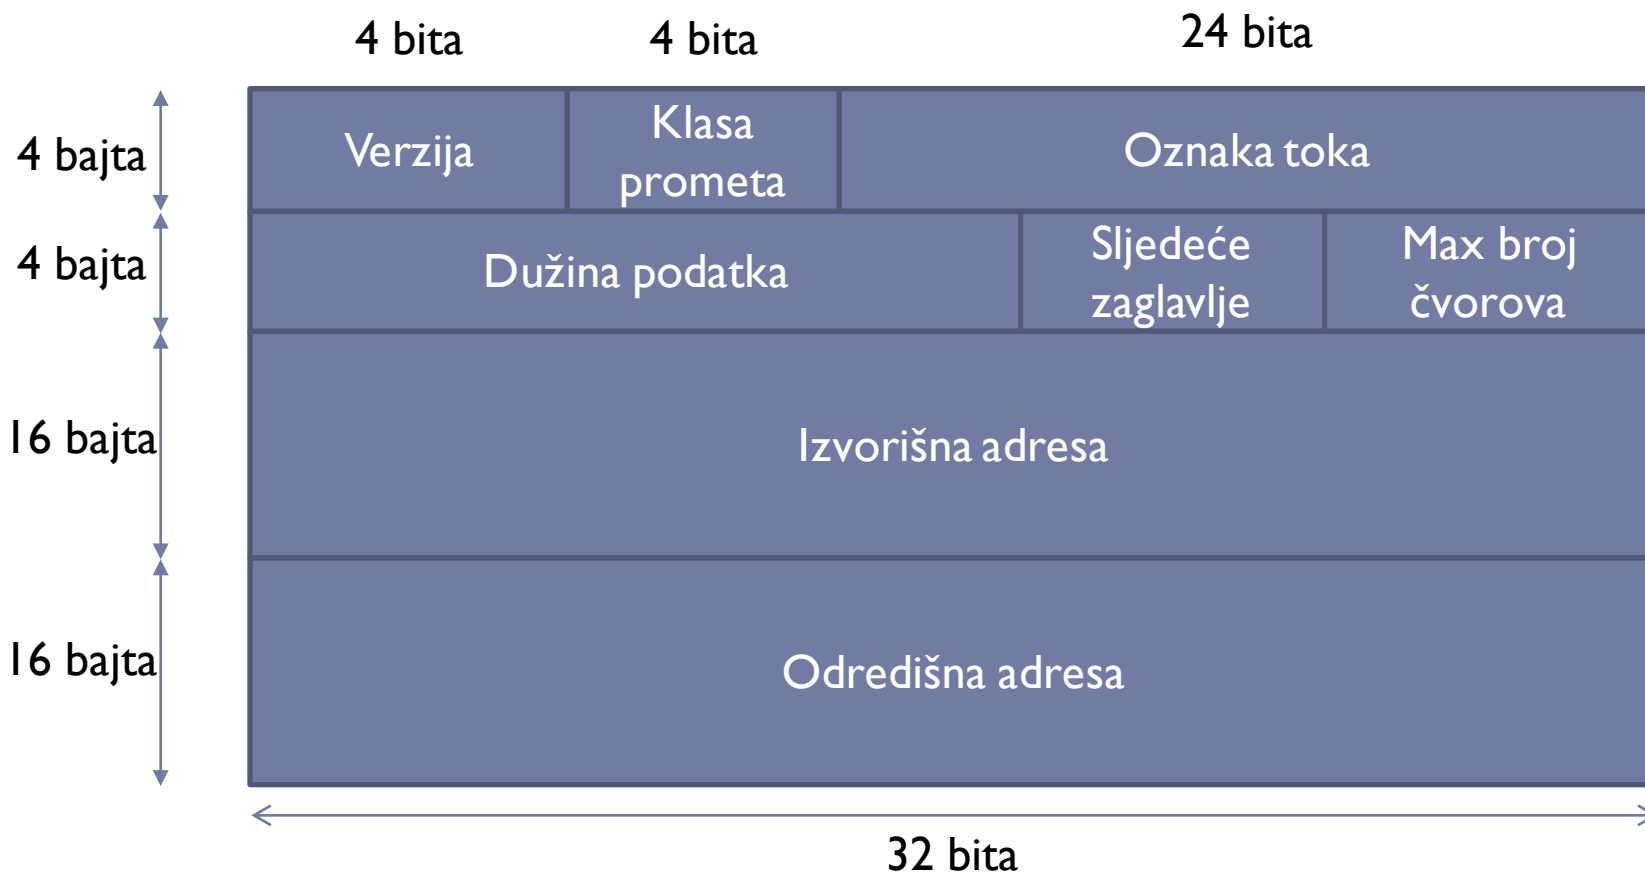 4 bita
4 bita
24 bita
4 bajta
Verzija
Klasa
prometa
Oznaka toka
4 bajta
Dužina podatka
Sljedeće
zaglavlje
Max broj
čvorova
16 bajta
Izvorišna adresa
16 bajta
Odredišna adresa
32 bita